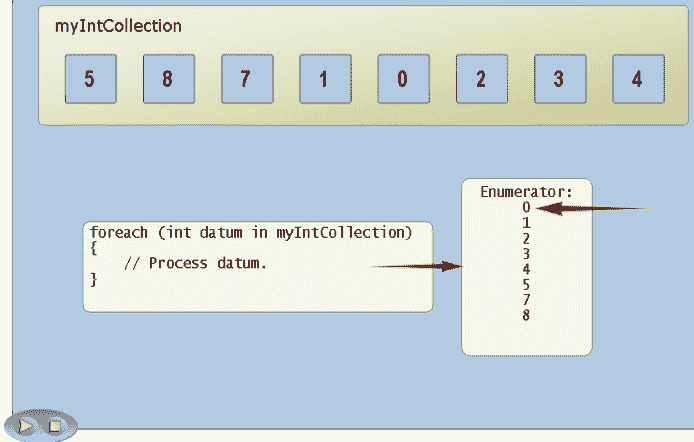 myIntCollection
5 8 7 1 0 2 3 4
foreach (int datum in myIntCollection)
{
// Process datum.
}
Enumerator:
0
1
2
3
4
5
7
8